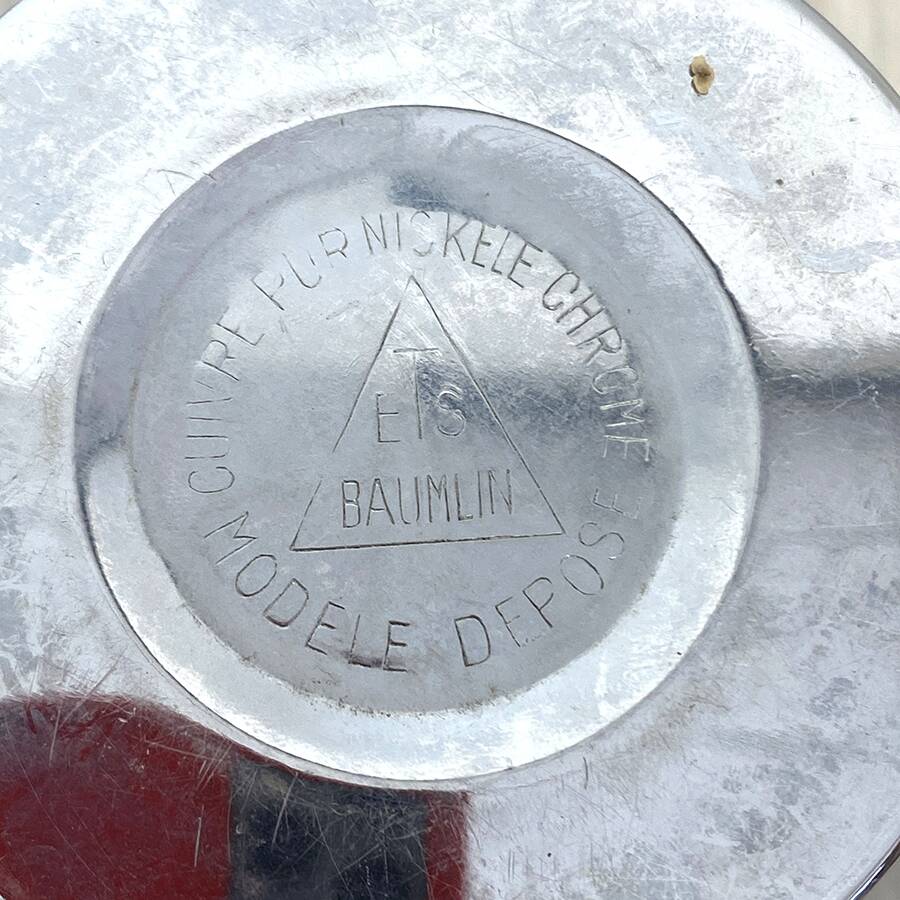 CUIVRE PUR NICKELE CHROME
ETS
BAUMLIN
MODELE DEPOSE